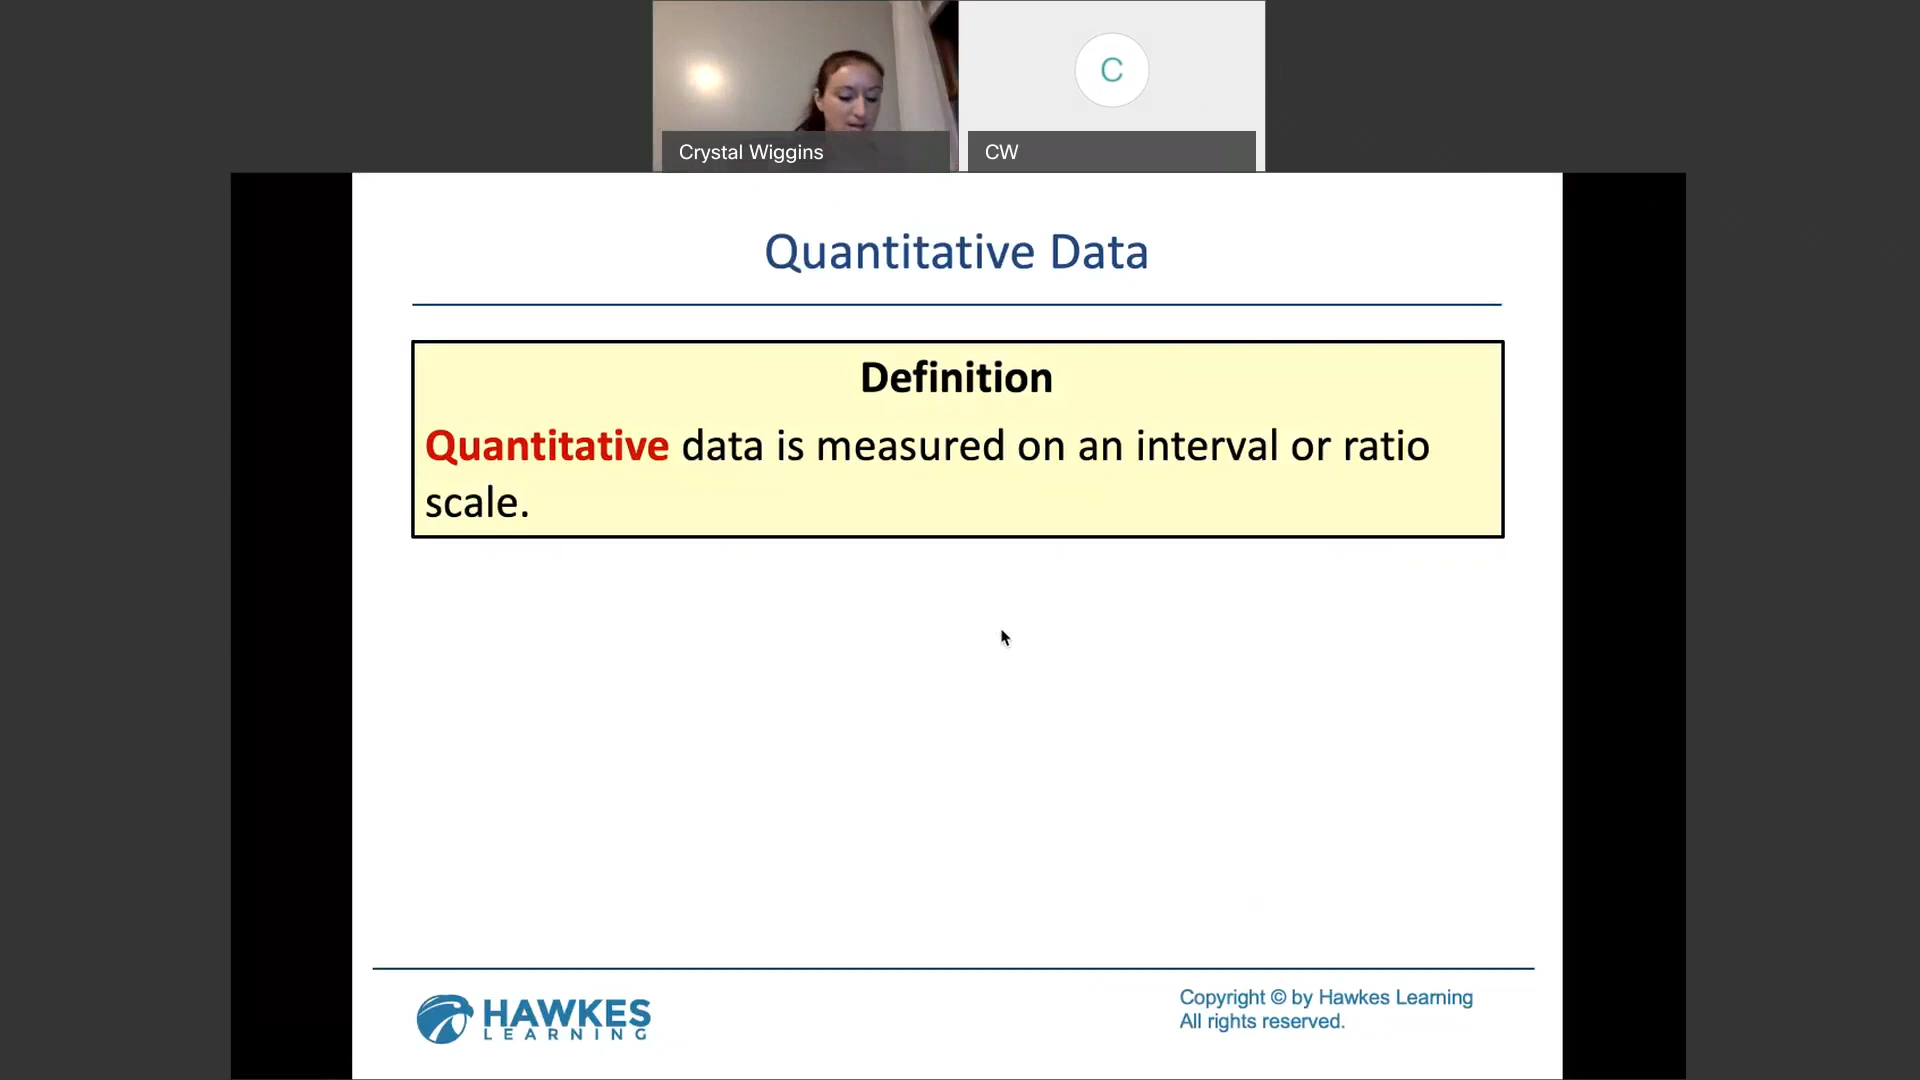 C
Crystal Wiggins
CW
Quantitative Data
Definition
Quantitative data is measured on an interval or ratio
scale.
HAWKES
LEARNING
Copyright © by Hawkes Learning
All rights reserved.